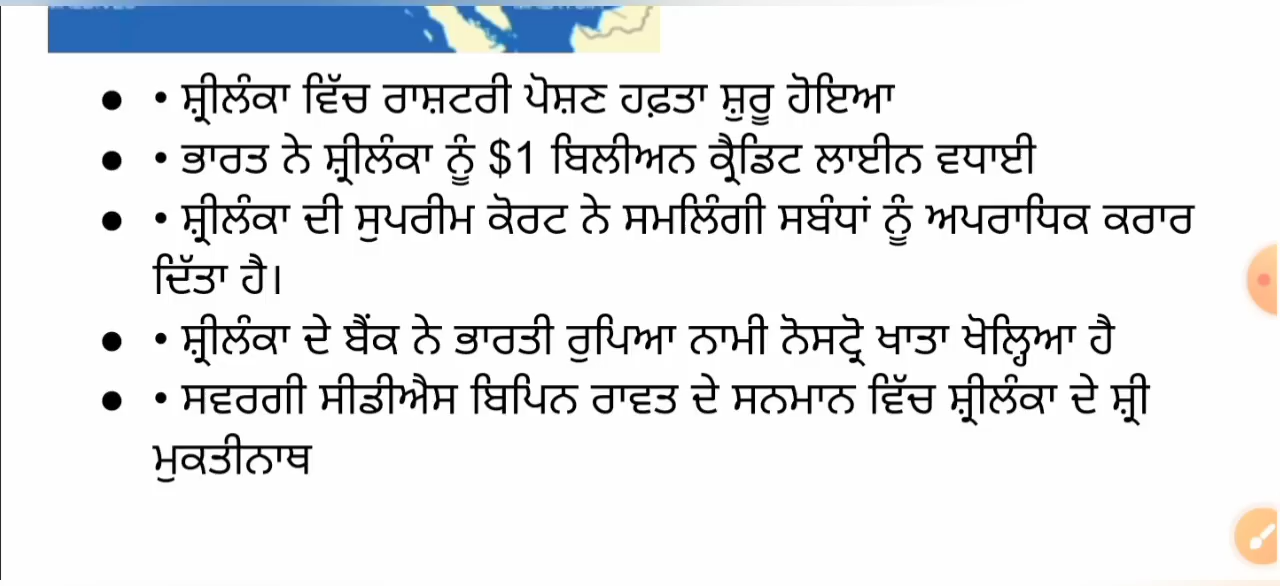 ● • ਸ਼੍ਰੀਲੰਕਾ ਵਿੱਚ ਰਾਸ਼ਟਰੀ ਪੋਸ਼ਣ ਹਫ਼ਤਾ ਸ਼ੁਰੂ ਹੋਇਆ
● • ਭਾਰਤ ਨੇ ਸ਼੍ਰੀਲੰਕਾ ਨੂੰ $1 ਬਿਲੀਅਨ ਕ੍ਰੈਡਿਟ ਲਾਈਨ ਵਧਾਈ
● • ਸ਼੍ਰੀਲੰਕਾ ਦੀ ਸੁਪਰੀਮ ਕੋਰਟ ਨੇ ਸਮਲਿੰਗੀ ਸਬੰਧਾਂ ਨੂੰ ਅਪਰਾਧਿਕ ਕਰਾਰ
ਦਿੱਤਾ ਹੈ।
● • ਸ਼੍ਰੀਲੰਕਾ ਦੇ ਬੈਂਕ ਨੇ ਭਾਰਤੀ ਰੁਪਿਆ ਨਾਮੀ ਨੋਸਟ੍ਰੋ ਖਾਤਾ ਖੋਲ੍ਹਿਆ ਹੈ
● • ਸਵਰਗੀ ਸੀਡੀਐਸ ਬਿਪਿਨ ਰਾਵਤ ਦੇ ਸਨਮਾਨ ਵਿੱਚ ਸ਼੍ਰੀਲੰਕਾ ਦੇ ਸ਼੍ਰੀ
ਮੁਕਤੀਨਾਥ